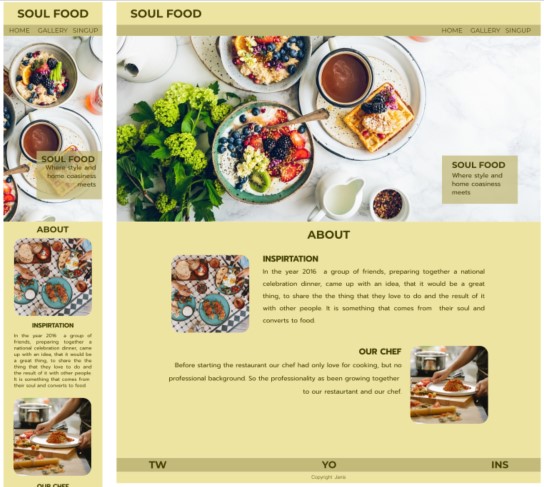 SOUL FOOD
HOME GALLERY SINGUP
SOUL FOOD
Where style and
home coasiness
meets
ABOUT
INSPIRTATION
In the year 2016 a group of
friends, preparing together a
national celebration dinner, came
up with an idea, that it would be
a great thing, to share the the
thing that they love to do and
the result of it with other people.
It is something that comes from
their soul and converts to food
OUR CHEF
SOUL FOOD
HOME GALLERY SINGUP
SOUL FOOD
Where style and
home coasiness
meets
ABOUT
INSPIRTATION
In the year 2016 a group of friends, preparing together a national
celebration dinner, came up with an idea, that it would be a great
thing, to share the the thing that they love to do and the result of it
with other people. It is something that comes from their soul and
converts to food.
OUR CHEF
Before starting the restaurant our chef had only love for cooking, but no
professional background. So the professionality as been growing together
to our restaurtant and our chef
TW YO INS
Copyright Janis